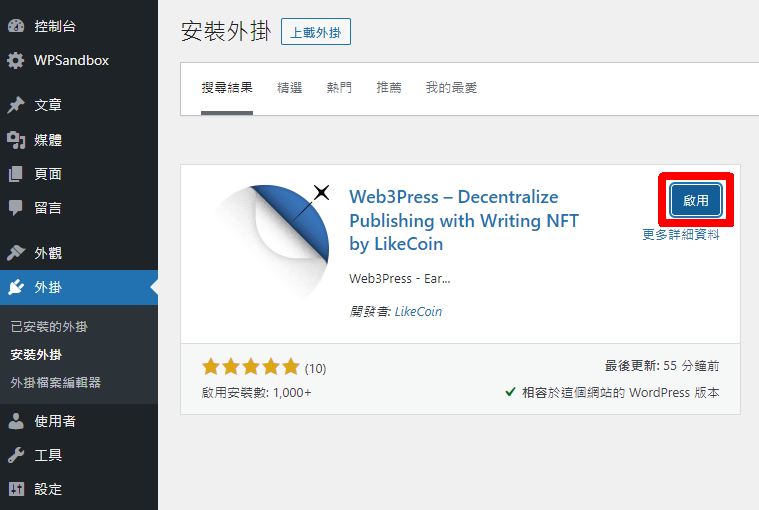 控制台
WPSandbox
文章
媒體
頁面
留言
外觀
外掛
已安裝的外掛
安裝外掛
外掛檔案編輯器
使用者
工具
設定
安裝外掛 上載外掛
搜尋結果 精選 熱門 推薦 我的最愛
Web3Press – Decentralize
Publishing with Writing NFT
by LikeCoin
啟用
更多詳細資料
Web3Press - Ear...
開發者: LikeCoin
(10)
最後更新: 55 分鐘前
啟用安裝數: 1,000+
相容於這個網站的 WordPress 版本